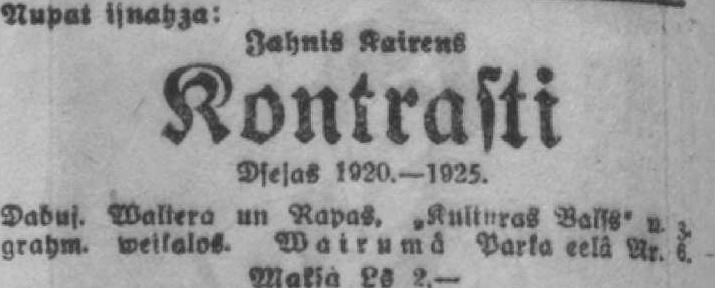 Nupat iſnahza:
Jahnis Kairens
Kontraſti
Dſejas 1920.—1925.
Dabuj. Waltera un Rapas, „Kulturas Balſs“ u. z.
grahm. weikalos. Wairumâ Parka eelâ Nr. 6.
Makſà Ls 2.—